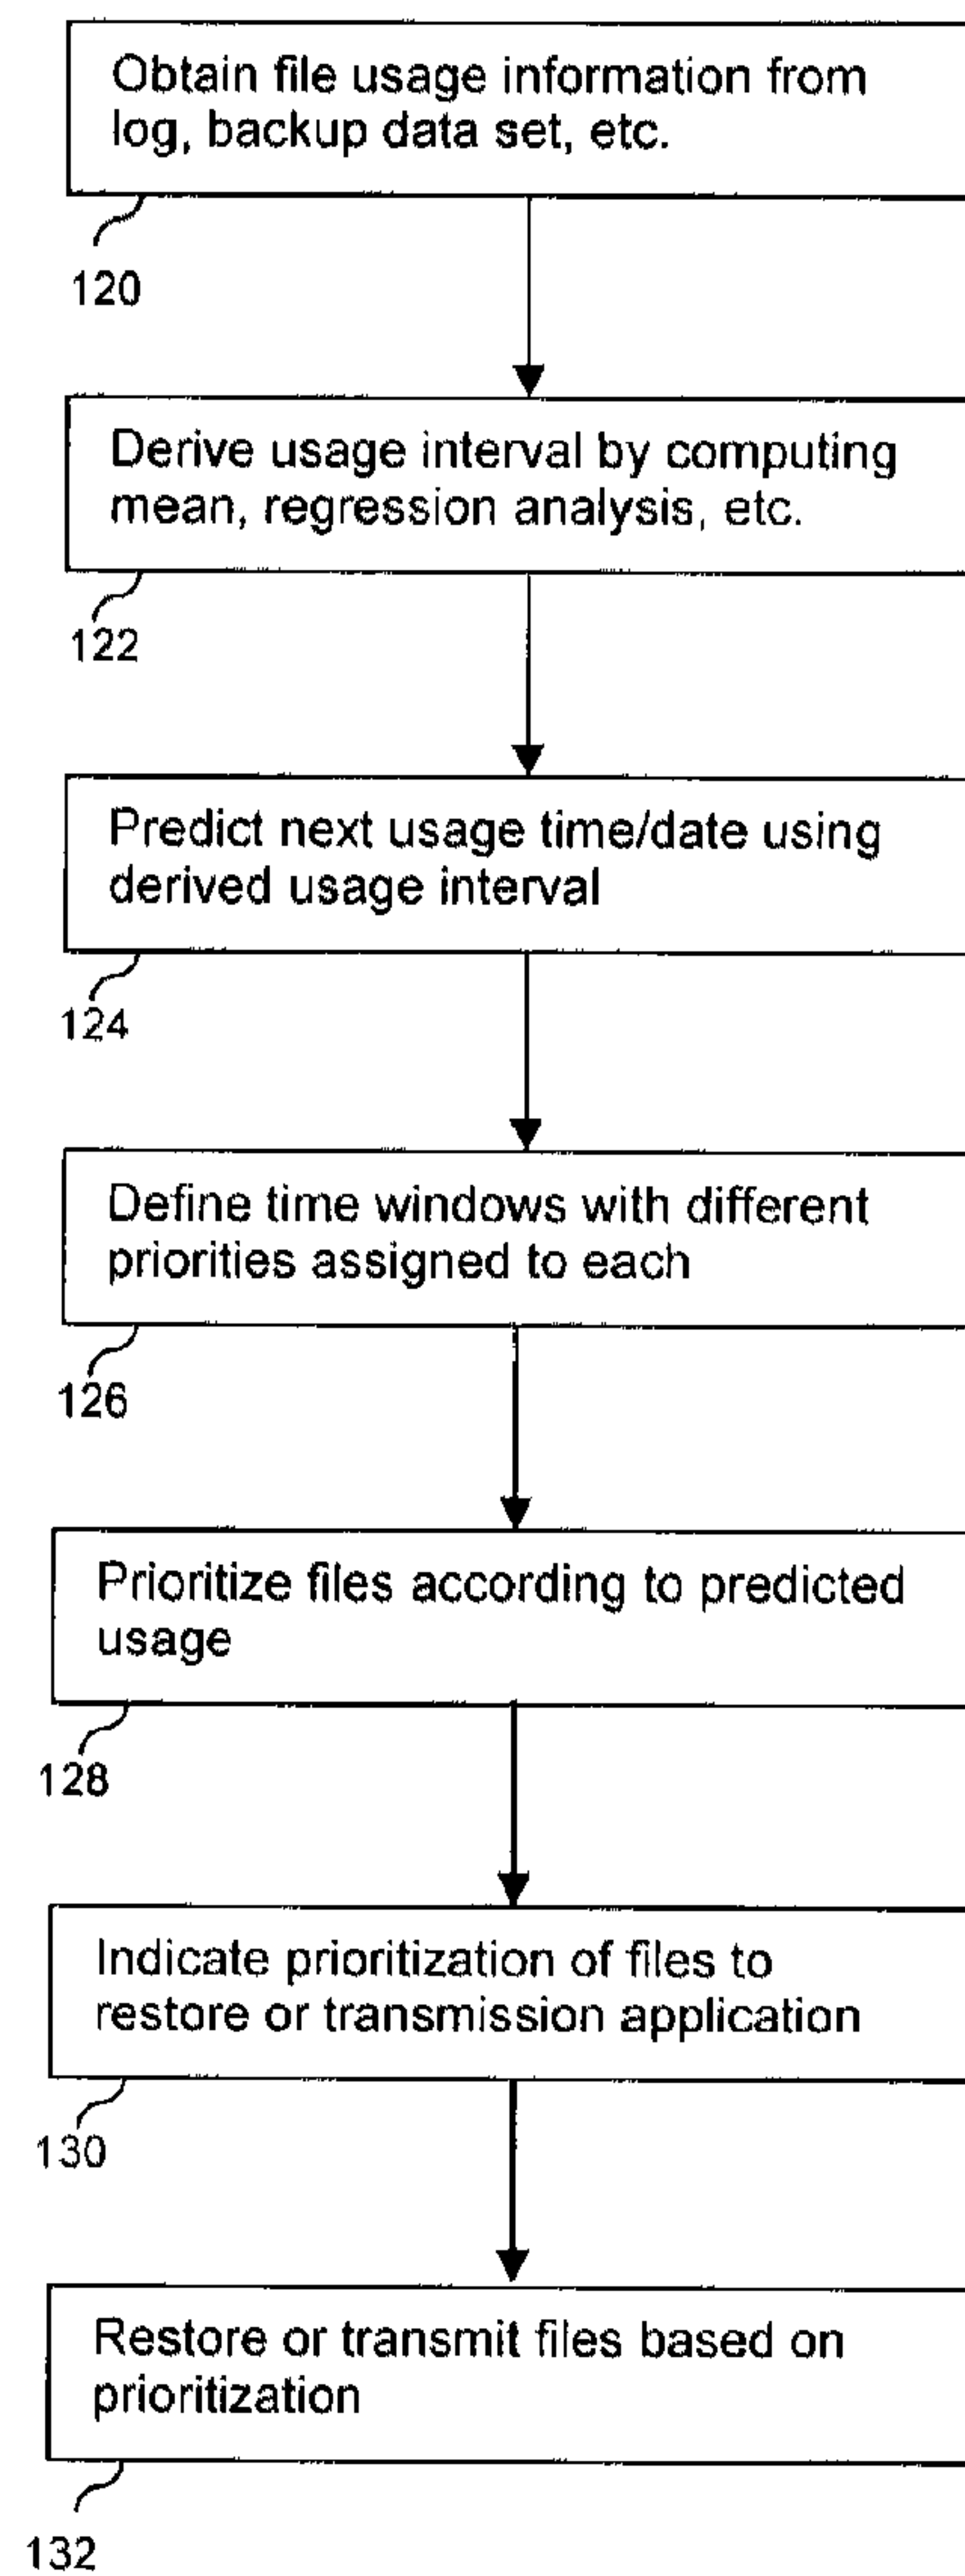 Obtain file usage information from
log, backup data set, etc.
120
Derive usage interval by computing
mean, regression analysis, etc.
122
Predict next usage time/date using
derived usage interval
124
Define time windows with different
priorities assigned to each
126
Prioritize files according to predicted
usage
128
Indicate prioritization of files to
restore or transmission application
130
Restore or transmit files based on
prioritization
132